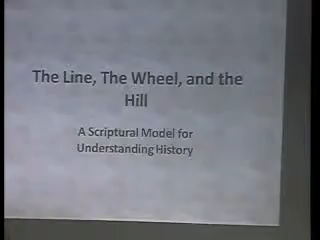 The Line, The Wheel, and the
Hill
A Scriptural Model for
Understanding History